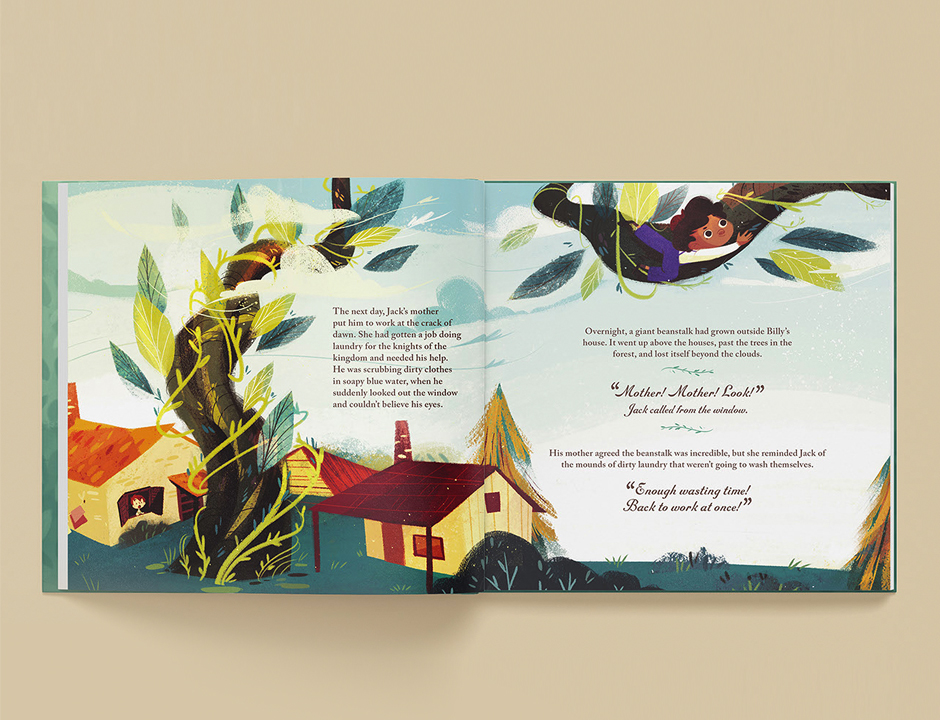 The next day, Jack's mother
put him to work at the crack of
dawn. She had gotten a job doing
laundry for the knights of the
kingdom and needed his help.
He was scrubbing dirty clothes
in soapy blue water, when he
suddenly looked out the window
and couldn't believe his eyes.
Overnight, a giant beanstalk had grown outside Billy's
house. It went up above the houses, past the trees in the
forest, and lost itself beyond the clouds.
“Mother! Mother! Look!”
Jack called from the window.
His mother agreed the beanstalk was incredible, but she reminded Jack of
the mounds of dirty laundry that weren't going to wash themselves.
“Enough wasting time!
Back to work at once!”